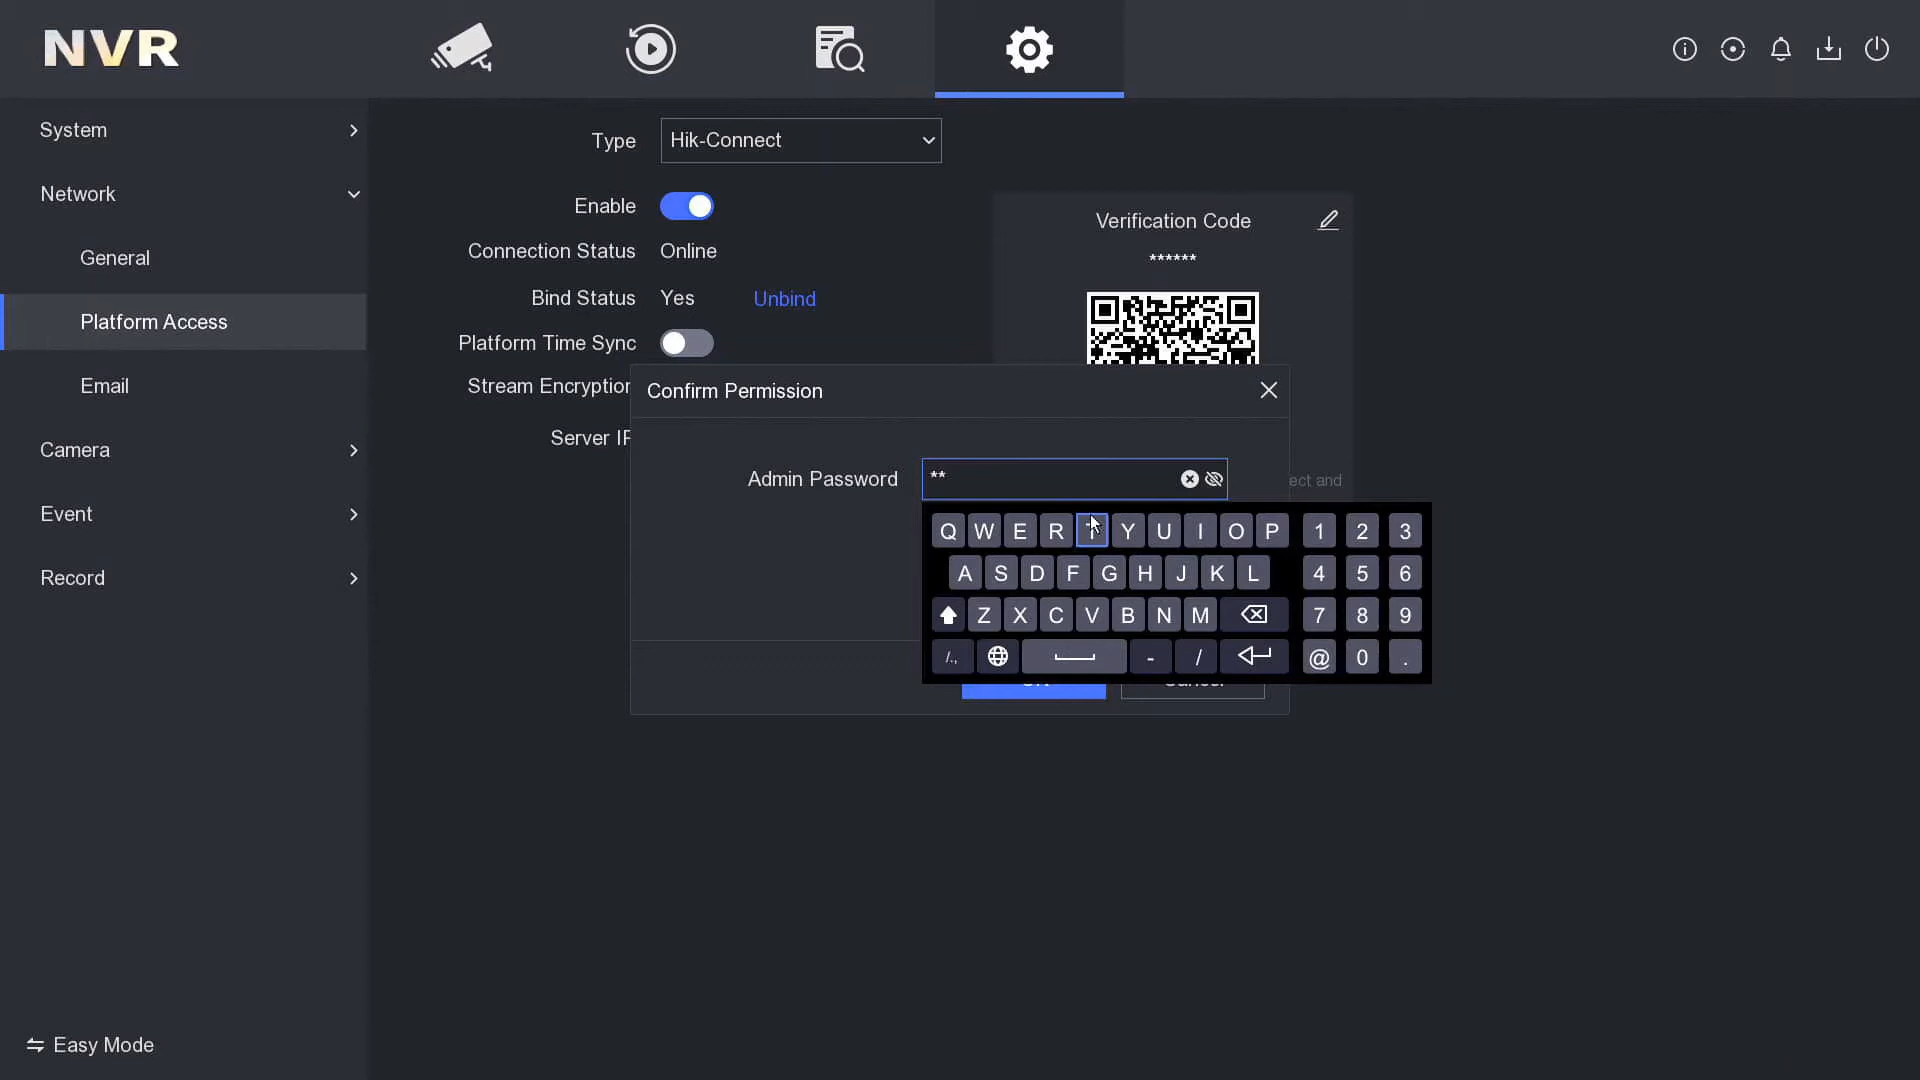 NVR
System
Network
General
Platform Access
Email
Camera
Event
Record
Easy Mode
Type Hik-Connect
Enable
Connection Status Online
Bind Status Yes Unbind
Platform Time Sync
Stream Encryption
Server IP
Verification Code
******
Confirm Permission
Admin Password **
ect and
Q W E R T Y U I O P 1 2 3
A S D F G H J K L 4 5 6
Z X C V B N M 7 8 9
/., - / @ 0 .
Cancel